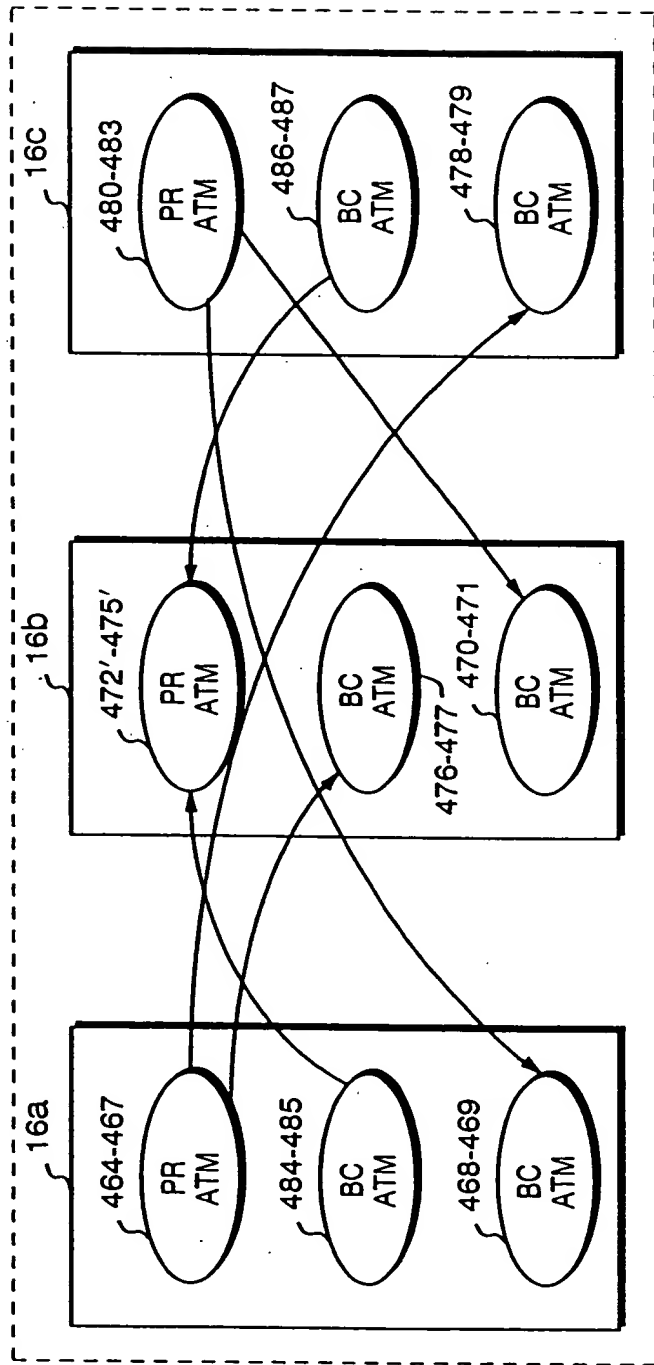 16a
464-467
PR
ATM
484-485
BC
ATM
468-469
BC
ATM
16b
472'-475'
PR
ATM
BC
ATM
476-477
470-471
BC
ATM
16c
480-483
PR
ATM
486-487
BC
ATM
478-479
BC
ATM